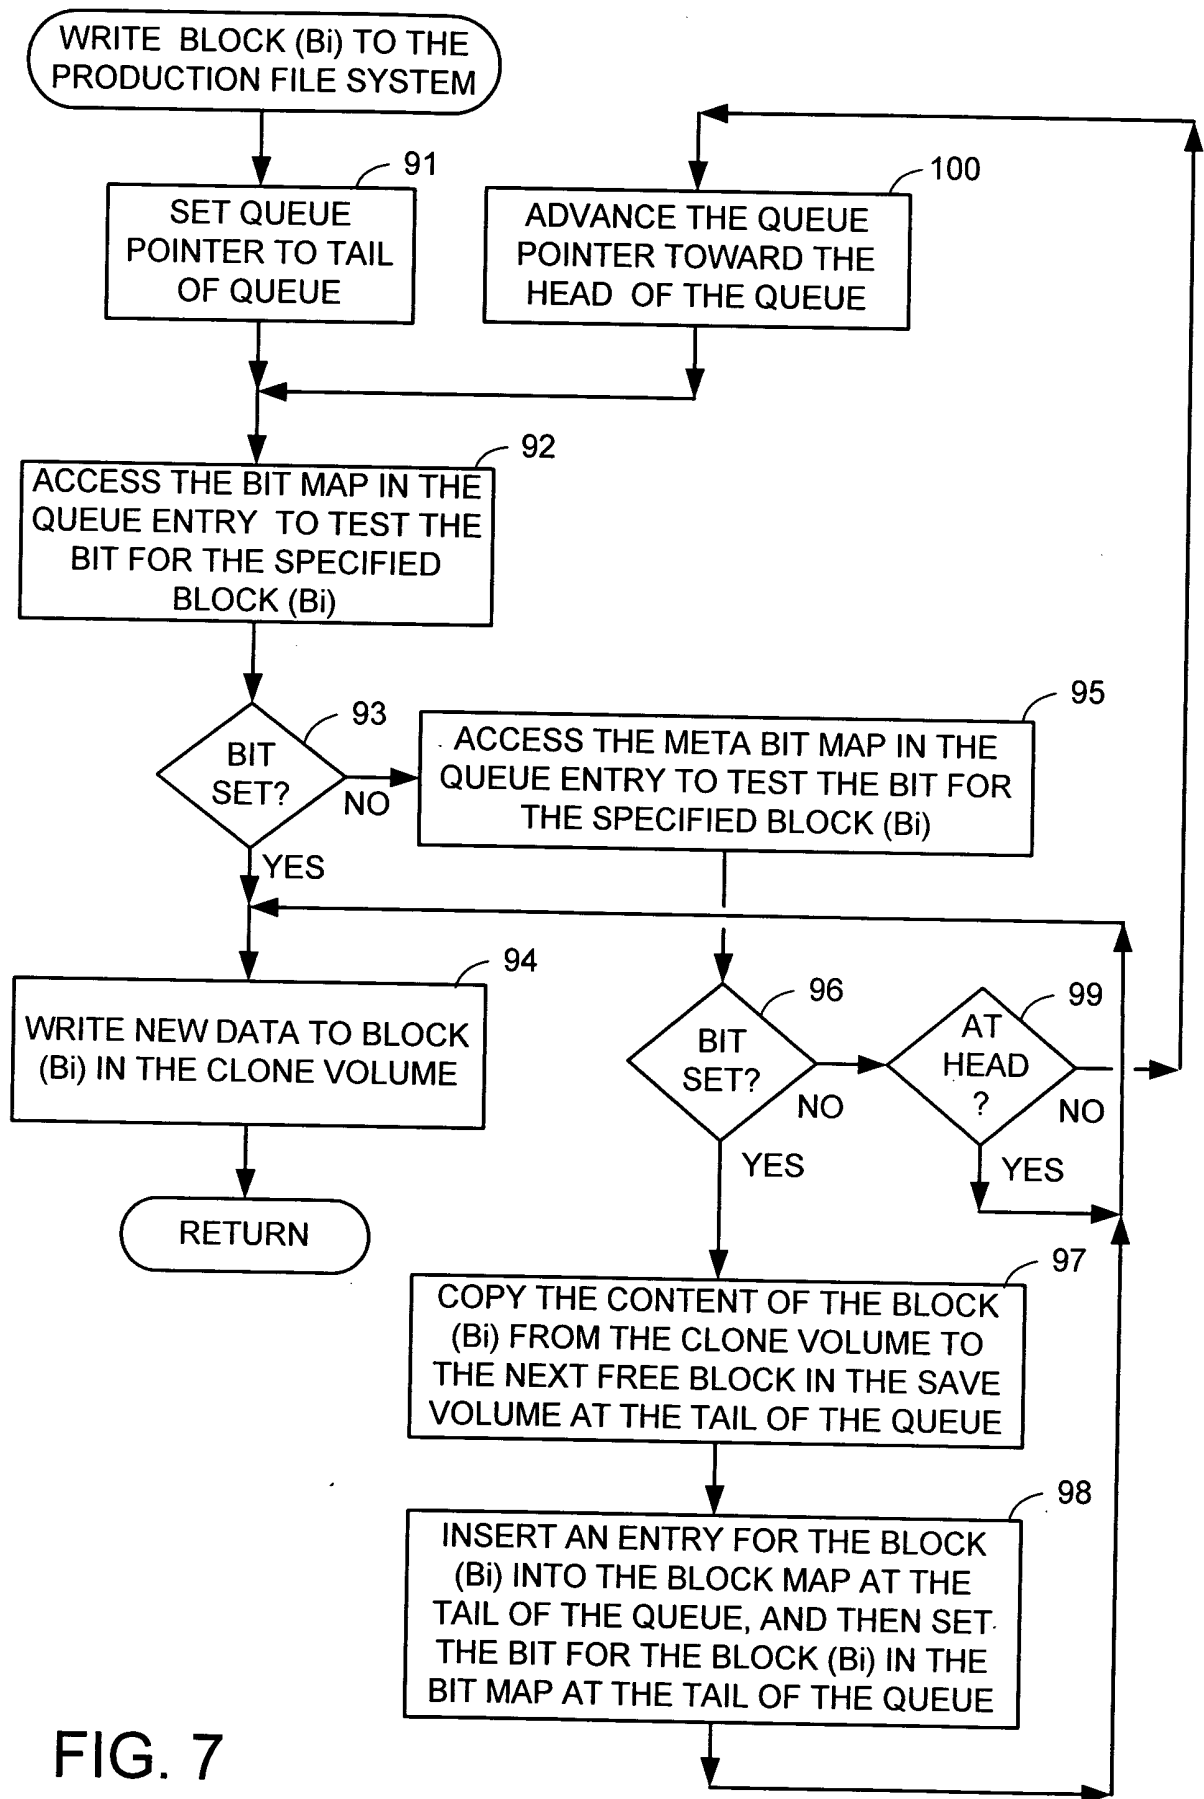 WRITE BLOCK (Bi) TO THE
PRODUCTION FILE SYSTEM
91
SET QUEUE
POINTER TO TAIL
OF QUEUE
100
ADVANCE THE QUEUE
POINTER TOWARD THE
HEAD OF THE QUEUE
92
ACCESS THE BIT MAP IN THE
QUEUE ENTRY TO TEST THE
BIT FOR THE SPECIFIED
BLOCK (Bi)
93
BIT
SET?
NO
YES
95
ACCESS THE META BIT MAP IN THE
QUEUE ENTRY TO TEST THE BIT FOR
THE SPECIFIED BLOCK (Bi)
94
WRITE NEW DATA TO BLOCK
(Bi) IN THE CLONE VOLUME
RETURN
96
BIT
SET?
NO
YES
99
AT
HEAD
?
NO
YES
97
COPY THE CONTENT OF THE BLOCK
(Bi) FROM THE CLONE VOLUME TO
THE NEXT FREE BLOCK IN THE SAVE
VOLUME AT THE TAIL OF THE QUEUE
98
INSERT AN ENTRY FOR THE BLOCK
(Bi) INTO THE BLOCK MAP AT THE
TAIL OF THE QUEUE, AND THEN SET
THE BIT FOR THE BLOCK (Bi) IN THE
BIT MAP AT THE TAIL OF THE QUEUE
FIG. 7